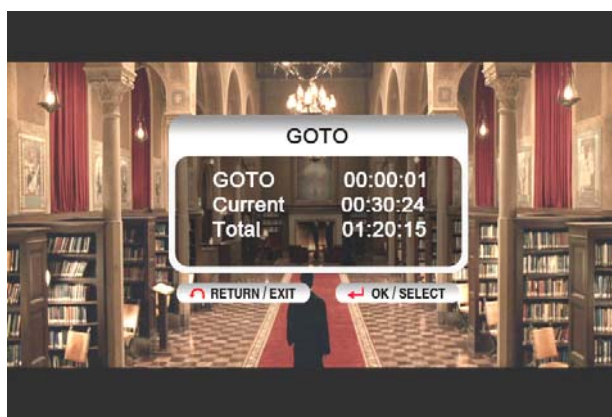 GOTO
GOTO 00:00:01
Current 00:30:24
Total 01:20:15
RETURN / EXIT OK / SELECT